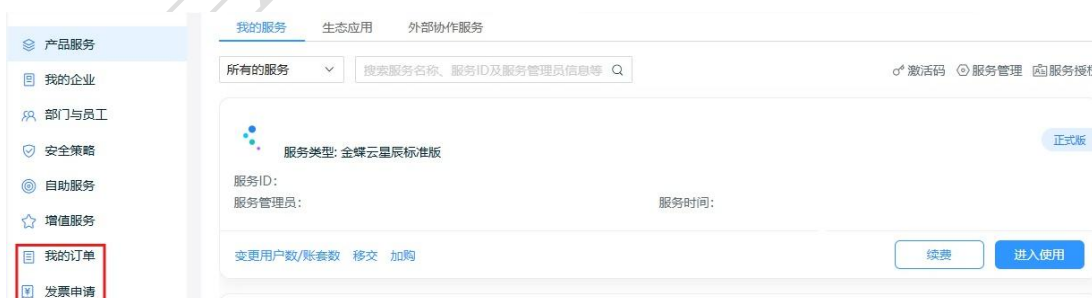 我的服务 生态应用 外部协作服务
产品服务
所有的服务 搜索服务名称、服务ID及服务管理员信息等 激活码 服务管理 服务授权
我的企业
部门与员工
正式版
安全策略
服务类型: 金蝶云星辰标准版
自助服务
服务ID:
服务管理员: 服务时间:
增值服务
我的订单
变更用户数/账套数 移交 加购 续费 进入使用
发票申请